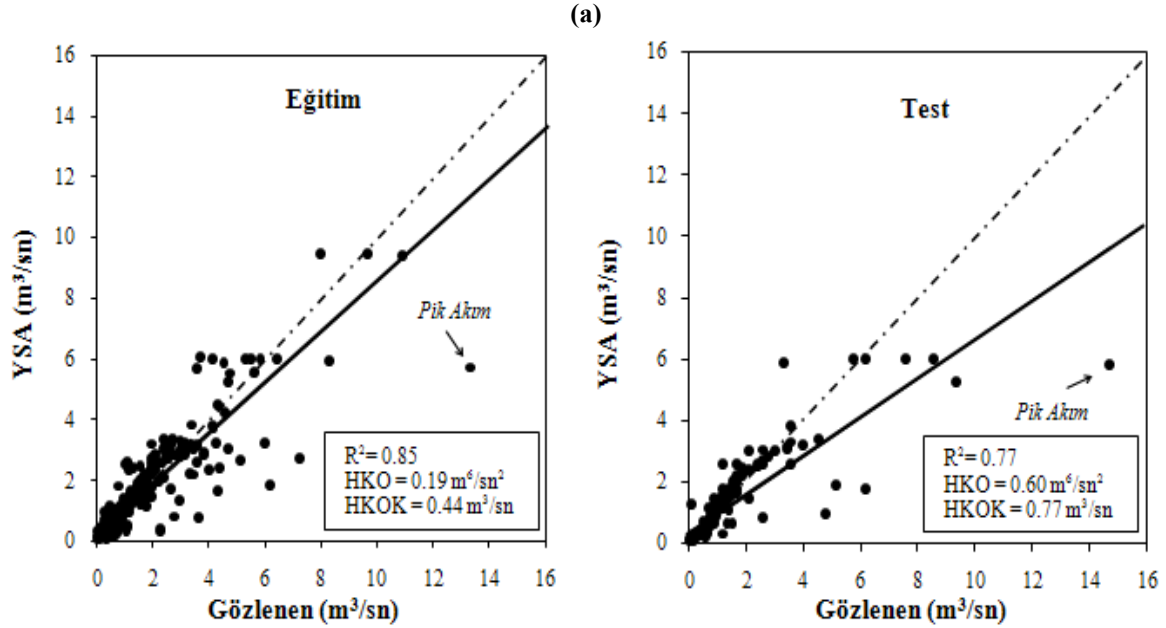 (a)
16
14
12
10
8
6
4
2
0
YSA (m³/sn)
Eğitim
Pik Akım
R² = 0.85
HKO = 0.19 m⁶/sn²
HKOK = 0.44 m³/sn
0 2 4 6 8 10 12 14 16
Gözlenen (m³/sn)
16
14
12
10
8
6
4
2
0
YSA (m³/sn)
Test
Pik Akım
R² = 0.77
HKO = 0.60 m⁶/sn²
HKOK = 0.77 m³/sn
0 2 4 6 8 10 12 14 16
Gözlenen (m³/sn)